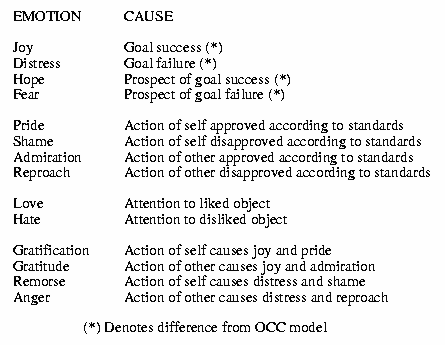 EMOTION CAUSE
Joy Goal success (*)
Distress Goal failure (*)
Hope Prospect of goal success (*)
Fear Prospect of goal failure (*)
Pride Action of self approved according to standards
Shame Action of self disapproved according to standards
Admiration Action of other approved according to standards
Reproach Action of other disapproved according to standards
Love Attention to liked object
Hate Attention to disliked object
Gratification Action of self causes joy and pride
Gratitude Action of other causes joy and admiration
Remorse Action of self causes distress and shame
Anger Action of other causes distress and reproach
(*) Denotes difference from OCC model